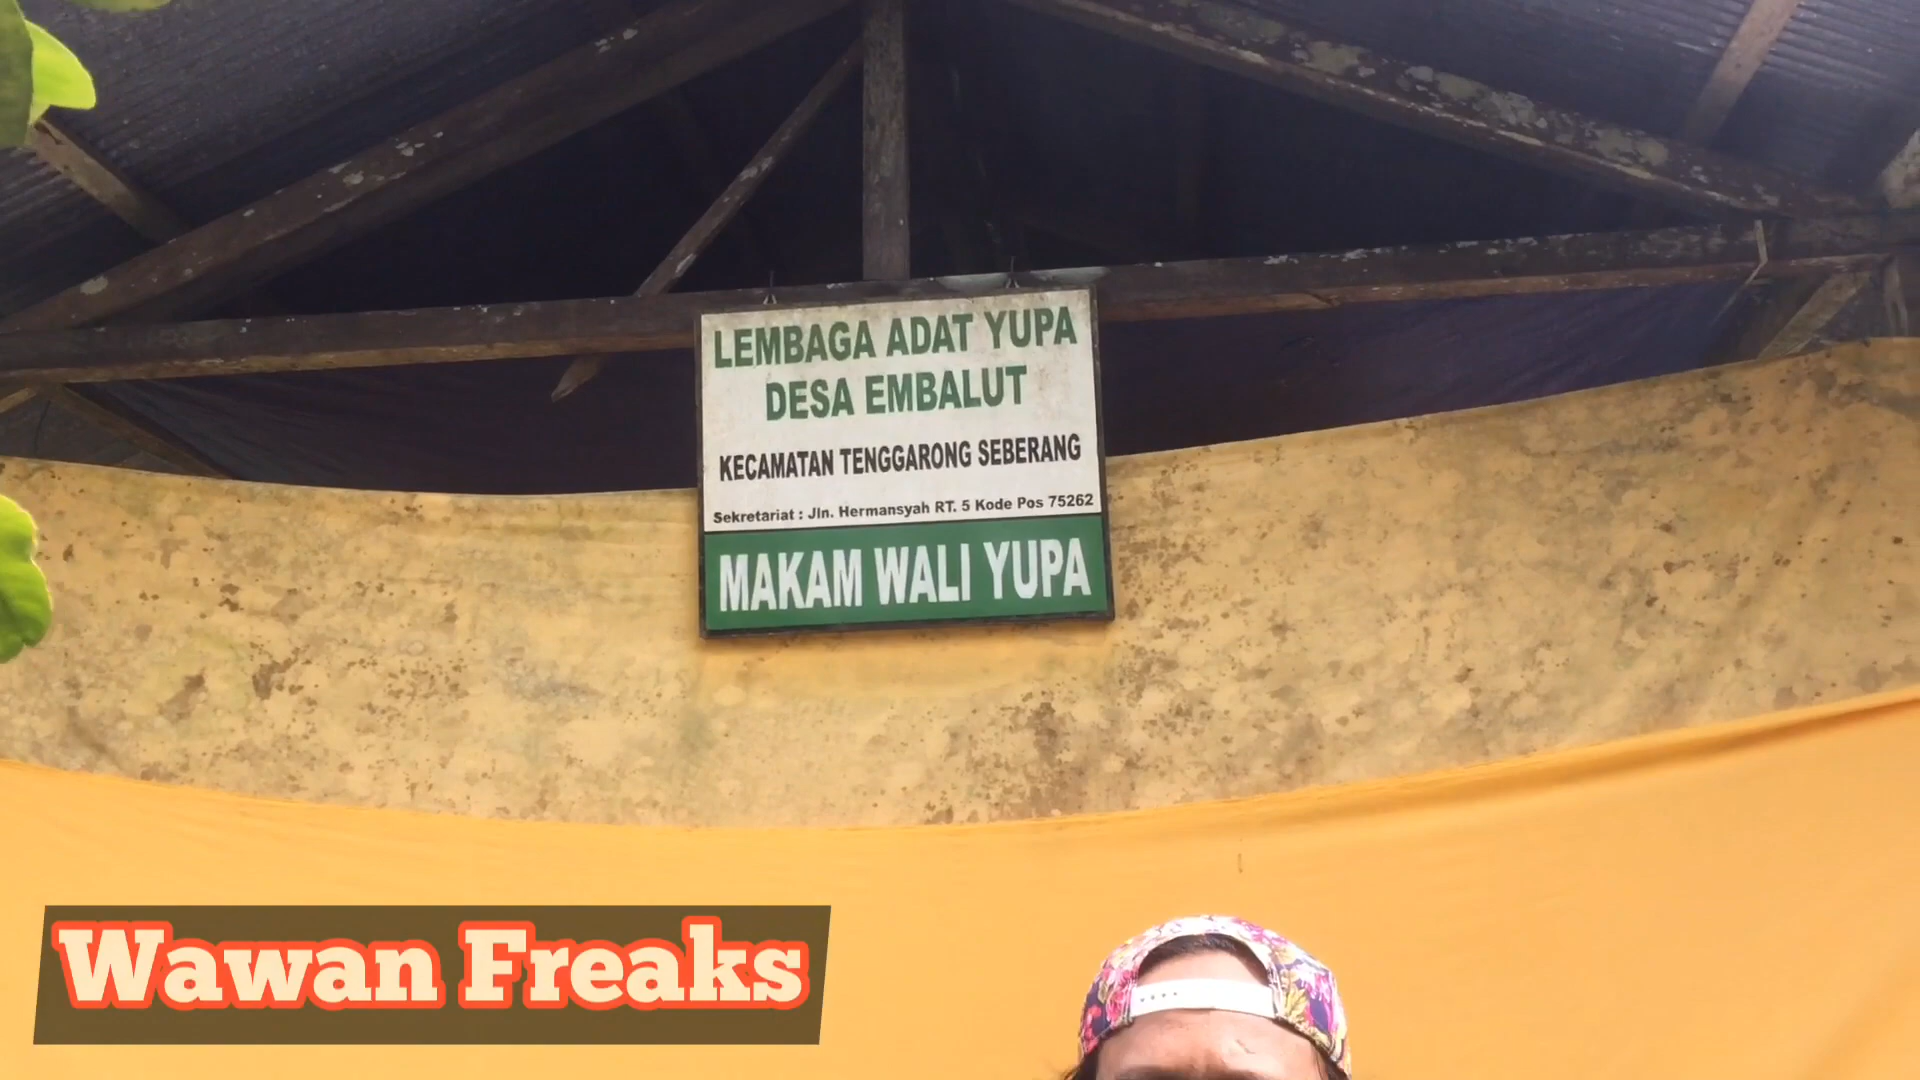 LEMBAGA ADAT YUPA
DESA EMBALUT
KECAMATAN TENGGARONG SEBERANG
Sekretariat : Jln. Hermansyah RT. 5 Kode Pos 75262
MAKAM WALI YUPA
Wawan Freaks